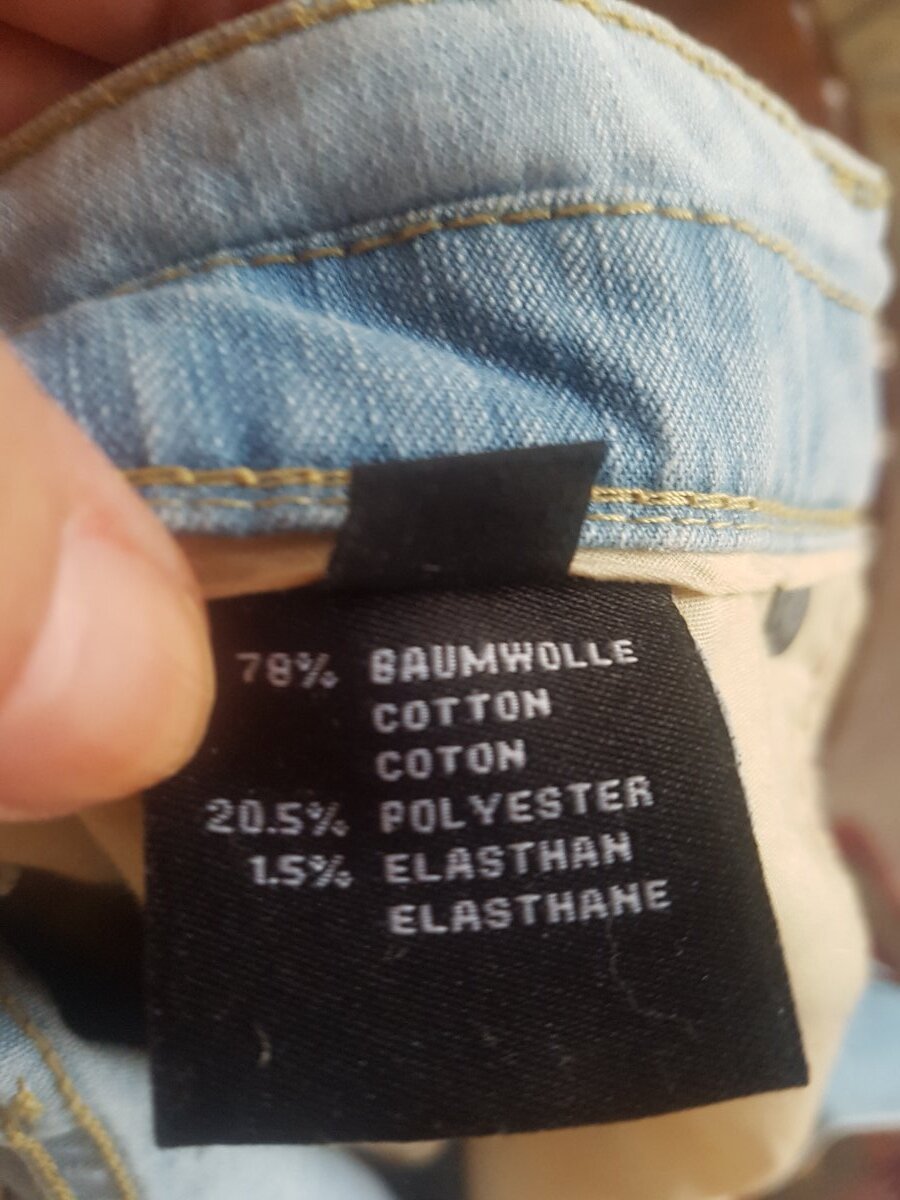 78% BAUMWOLLE
COTTON
COTON
20.5% POLYESTER
1.5% ELASTHAN
ELASTHANE